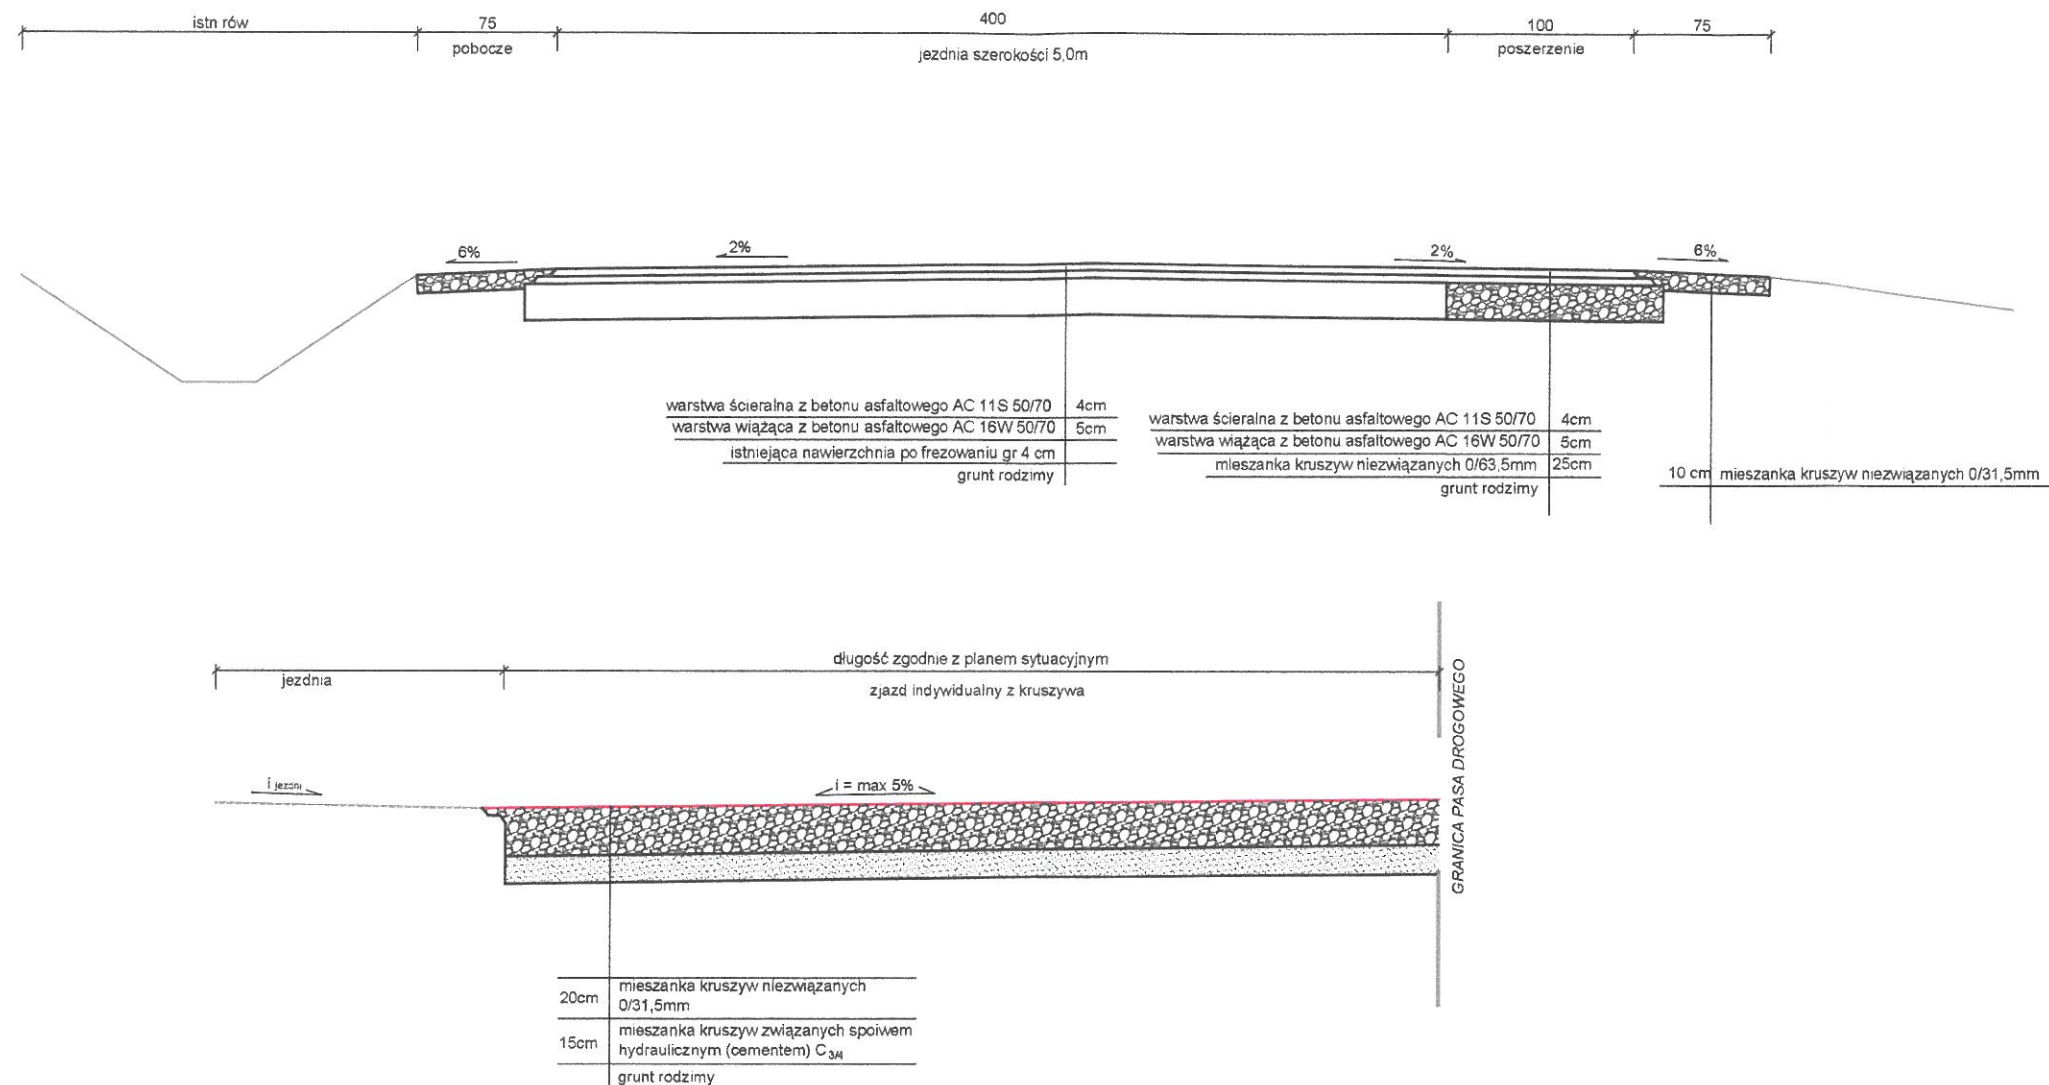 istn rów
75
400
100
75
pobocze
jezdnia szerokości 5,0m
poszerzenie
6%
2%
2%
6%
warstwa ścieralna z betonu asfaltowego AC 11S 50/70 4cm
warstwa wiążąca z betonu asfaltowego AC 16W 50/70 5cm
istniejąca nawierzchnia po frezowaniu gr 4 cm
grunt rodzimy
warstwa ścieralna z betonu asfaltowego AC 11S 50/70 4cm
warstwa wiążąca z betonu asfaltowego AC 16W 50/70 5cm
mieszanka kruszyw niezwiązanych 0/63,5mm 25cm
grunt rodzimy
10 cm mieszanka kruszyw niezwiązanych 0/31,5mm
długość zgodnie z planem sytuacyjnym
jezdnia
zjazd indywidualny z kruszywa
GRANICA PASA DROGOWEGO
i jezdni
i = max 5%
20cm mieszanka kruszyw niezwiązanych
0/31,5mm
15cm mieszanka kruszyw związanych spoiwem
hydraulicznym (cementem) C3/4
grunt rodzimy